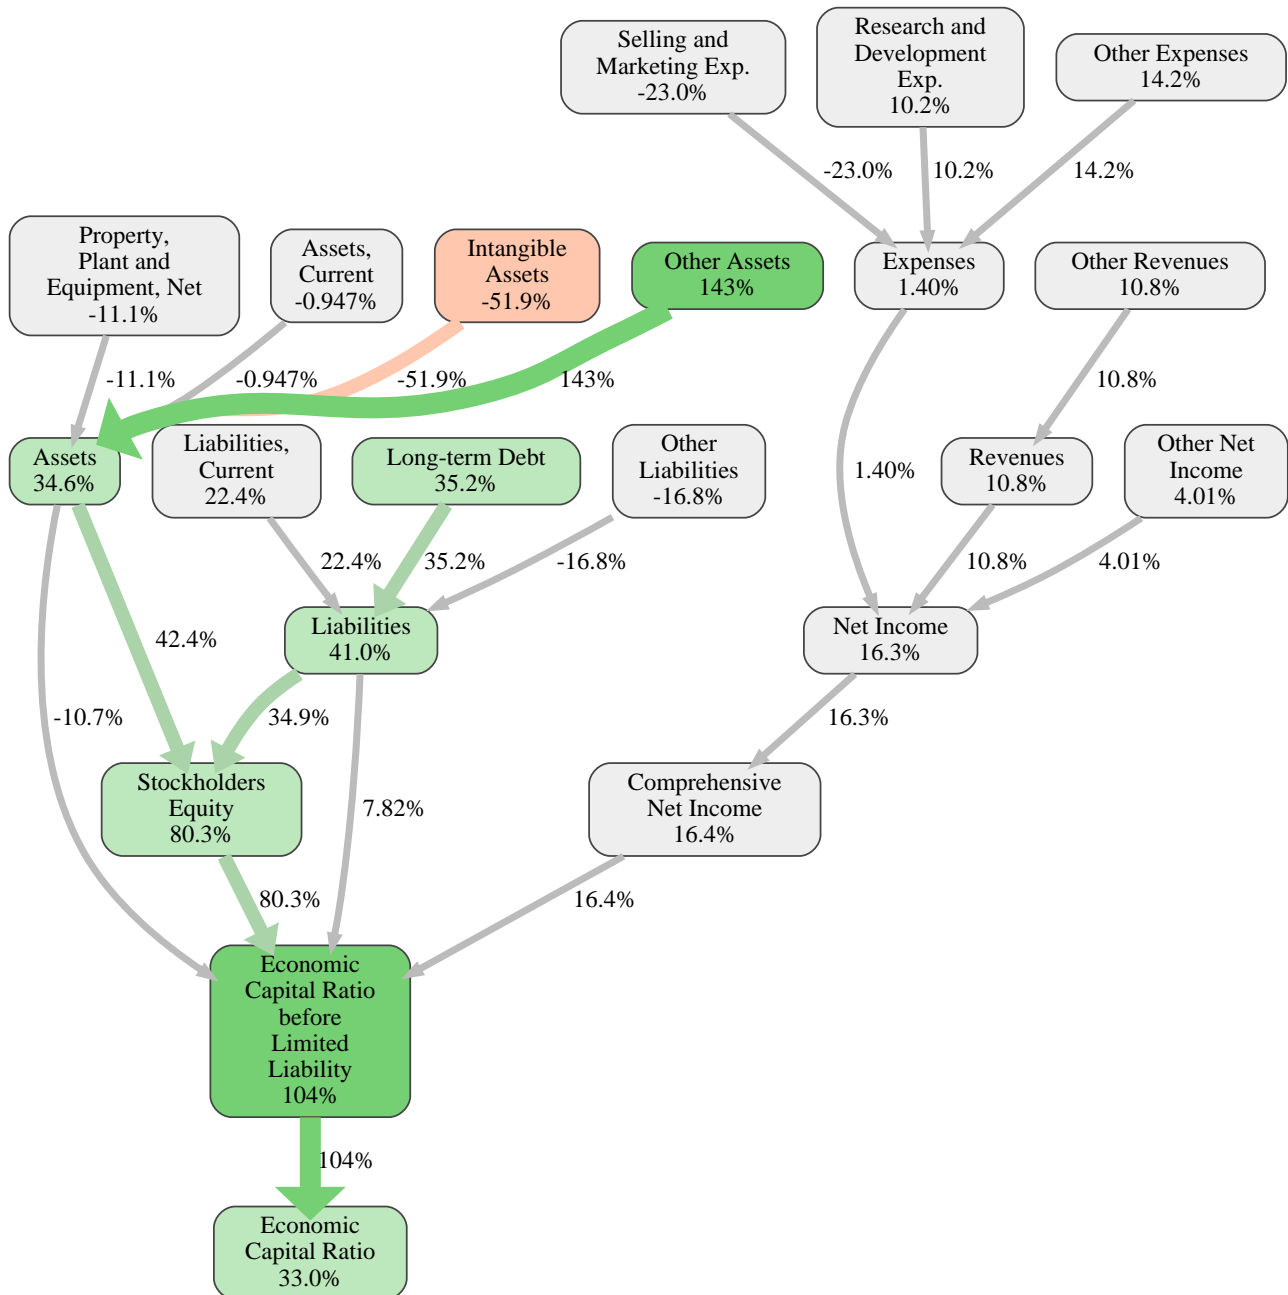 Selling and
Marketing Exp.
-23.0%
Research and
Development
Exp.
10.2%
Other Expenses
14.2%
-23.0%
10.2%
14.2%
Property,
Plant and
Equipment, Net
-11.1%
Assets,
Current
-0.947%
Intangible
Assets
-51.9%
Other Assets
143%
Expenses
1.40%
Other Revenues
10.8%
-11.1%
-0.947%
-51.9%
143%
10.8%
Assets
34.6%
Liabilities,
Current
22.4%
Long-term Debt
35.2%
Other
Liabilities
-16.8%
1.40%
Revenues
10.8%
Other Net
Income
4.01%
22.4%
35.2%
-16.8%
10.8%
4.01%
42.4%
Liabilities
41.0%
Net Income
16.3%
-10.7%
34.9%
16.3%
Stockholders
Equity
80.3%
7.82%
Comprehensive
Net Income
16.4%
80.3%
16.4%
Economic
Capital Ratio
before
Limited
Liability
104%
104%
Economic
Capital Ratio
33.0%